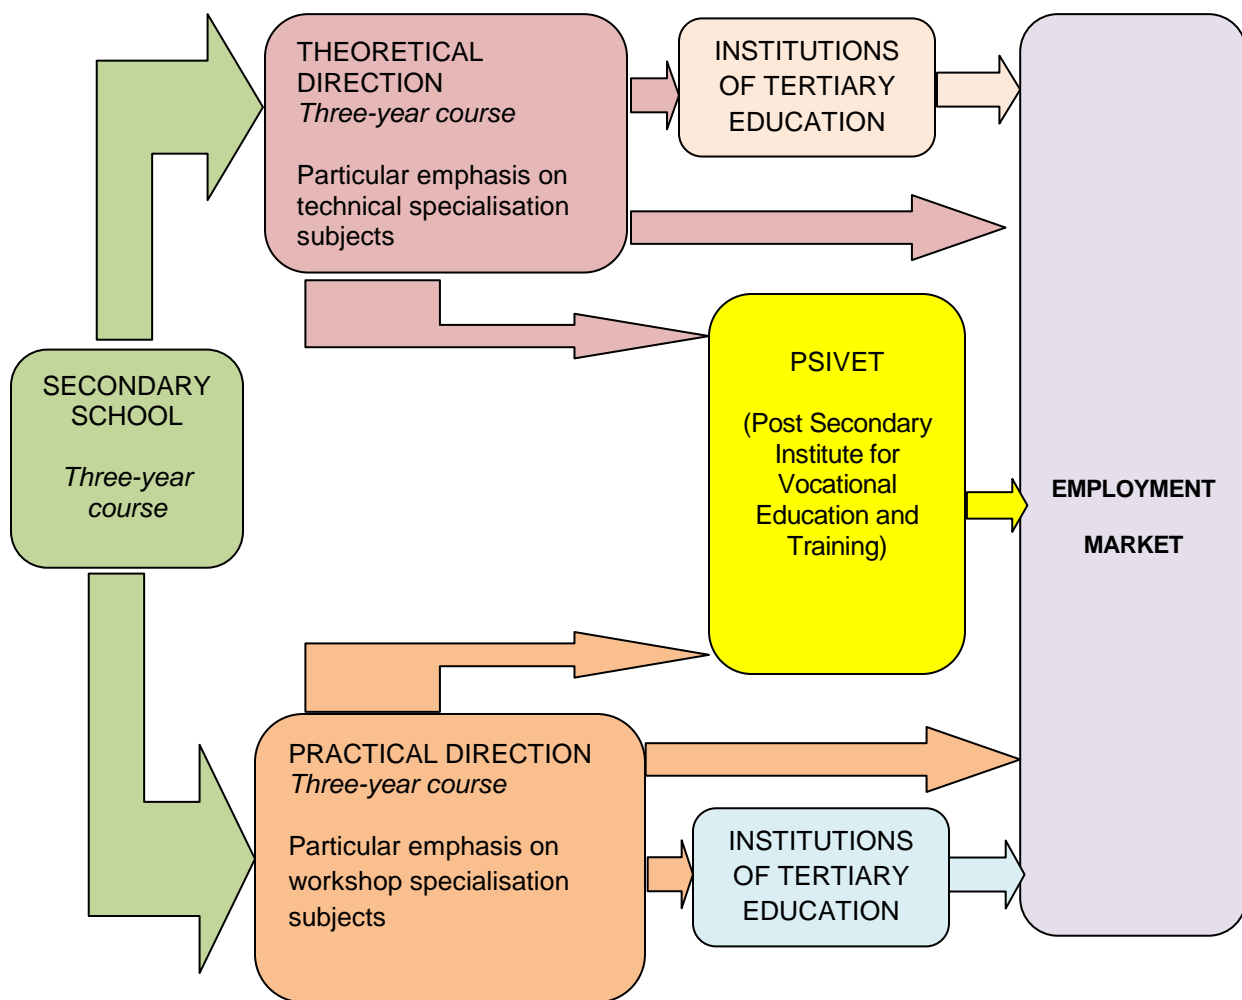 THEORETICAL
DIRECTION
Three-year course
Particular emphasis on
technical specialisation
subjects
INSTITUTIONS
OF TERTIARY
EDUCATION
SECONDARY
SCHOOL
Three-year
course
PSIVET
(Post Secondary
Institute for
Vocational
Education and
Training)
EMPLOYMENT
MARKET
PRACTICAL DIRECTION
Three-year course
Particular emphasis on
workshop specialisation
subjects
INSTITUTIONS
OF TERTIARY
EDUCATION